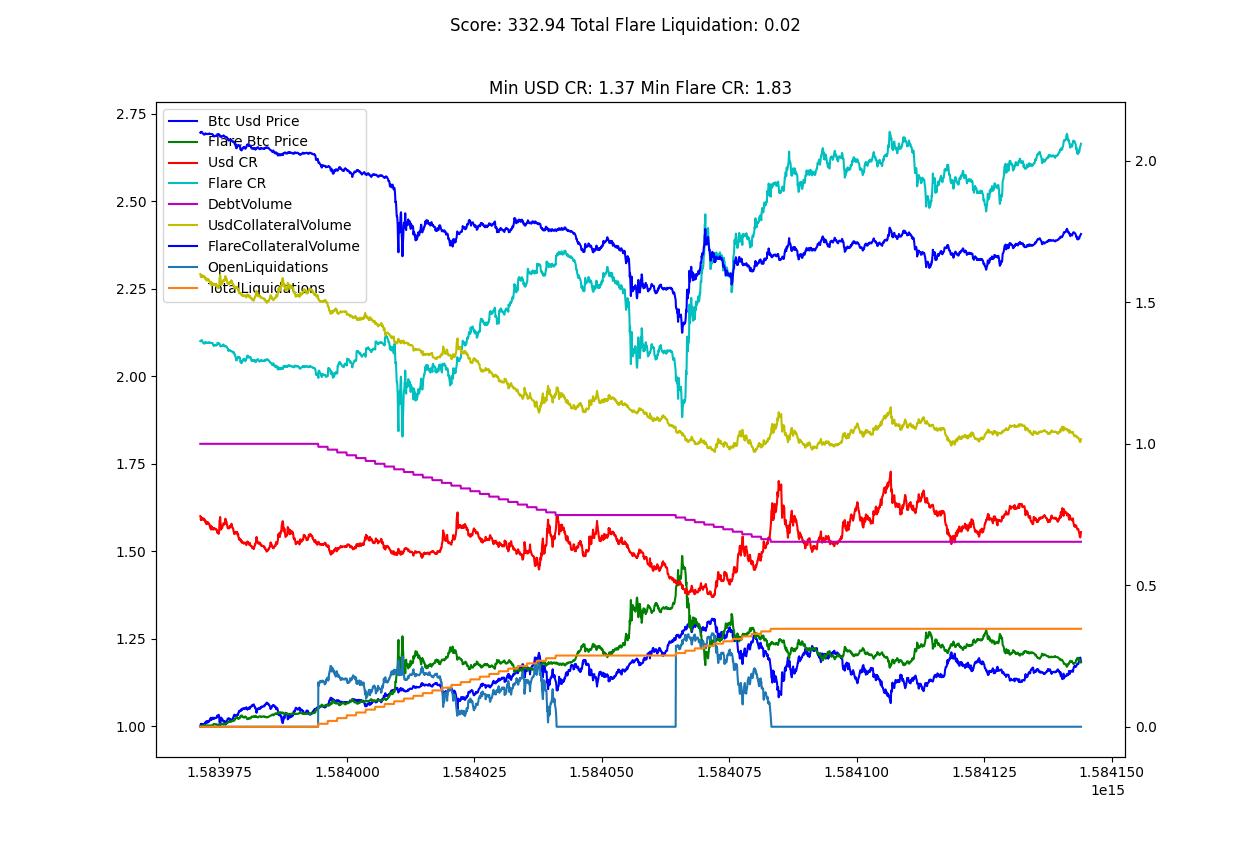 Score: 332.94 Total Flare Liquidation: 0.02
Min USD CR: 1.37 Min Flare CR: 1.83
Btc Usd Price
Flare Btc Price
Usd CR
Flare CR
DebtVolume
UsdCollateralVolume
FlareCollateralVolume
OpenLiquidations
TotalLiquidations
2.75
2.50
2.25
2.00
1.75
1.50
1.25
1.00
2.0
1.5
1.0
0.5
0.0
1.583975 1.584000 1.584025 1.584050 1.584075 1.584100 1.584125 1.584150
1e15